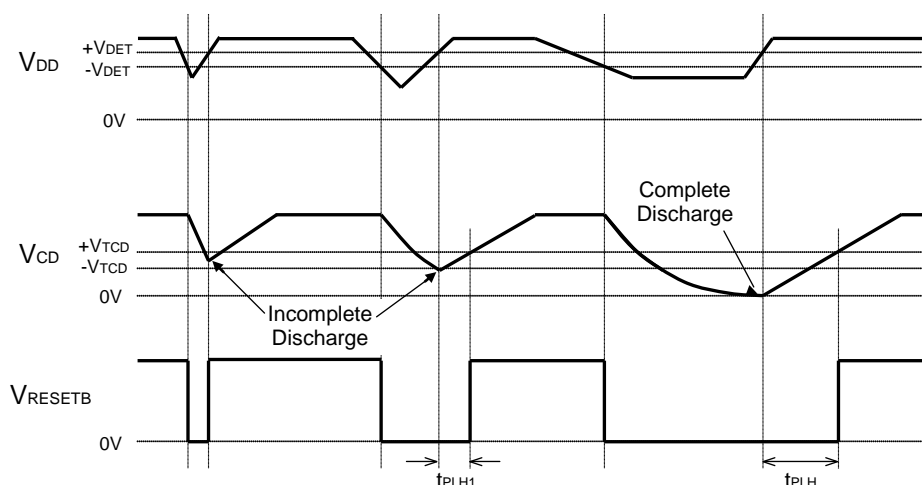 VDD
+VDET
-VDET
0V
Complete
Discharge
VCD
+VTCD
-VTCD
0V
Incomplete
Discharge
VRESETB
0V
tPLH1
tPLH